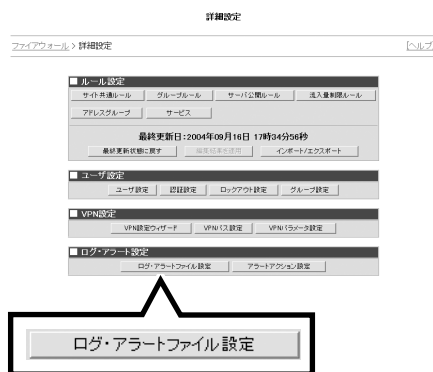 詳細設定
ファイアウォール > 詳細設定
[ヘルプ
■ ルール設定
サイト共通ルール グループルール サーバ公開ルール 流入量制限ルール
アドレスグループ サービス
最終更新日:2004年09月16日 17時34分56秒
最終更新状態に戻す 編集結果を適用 インポート/エクスポート
■ ユーザ設定
ユーザ設定 認証設定 ロックアウト設定 グループ設定
■ VPN設定
VPN設定ウィザード VPNパス設定 VPNパラメータ設定
■ ログ・アラート設定
ログ・アラートファイル設定 アラートアクション設定
ログ・アラートファイル設定